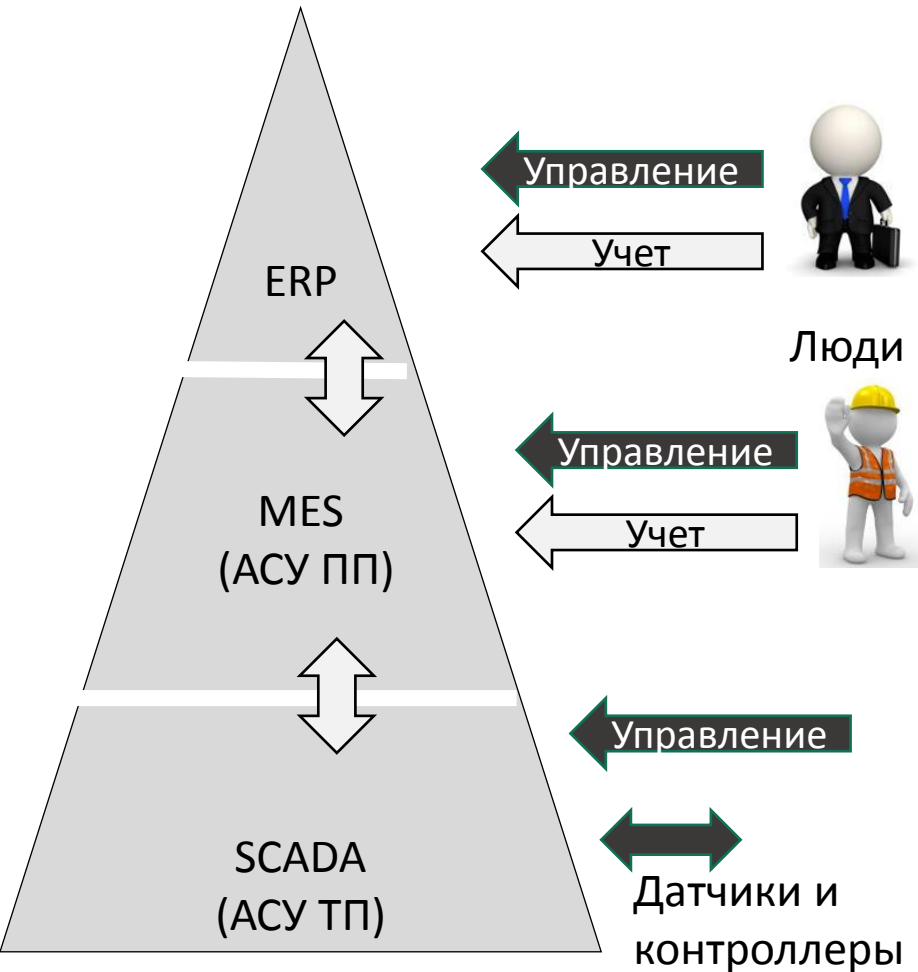 Управление
Учет
ERP
Люди
Управление
MES
(АСУ ПП)
Учет
Управление
SCADA
(АСУ ТП)
Датчики и
контроллеры